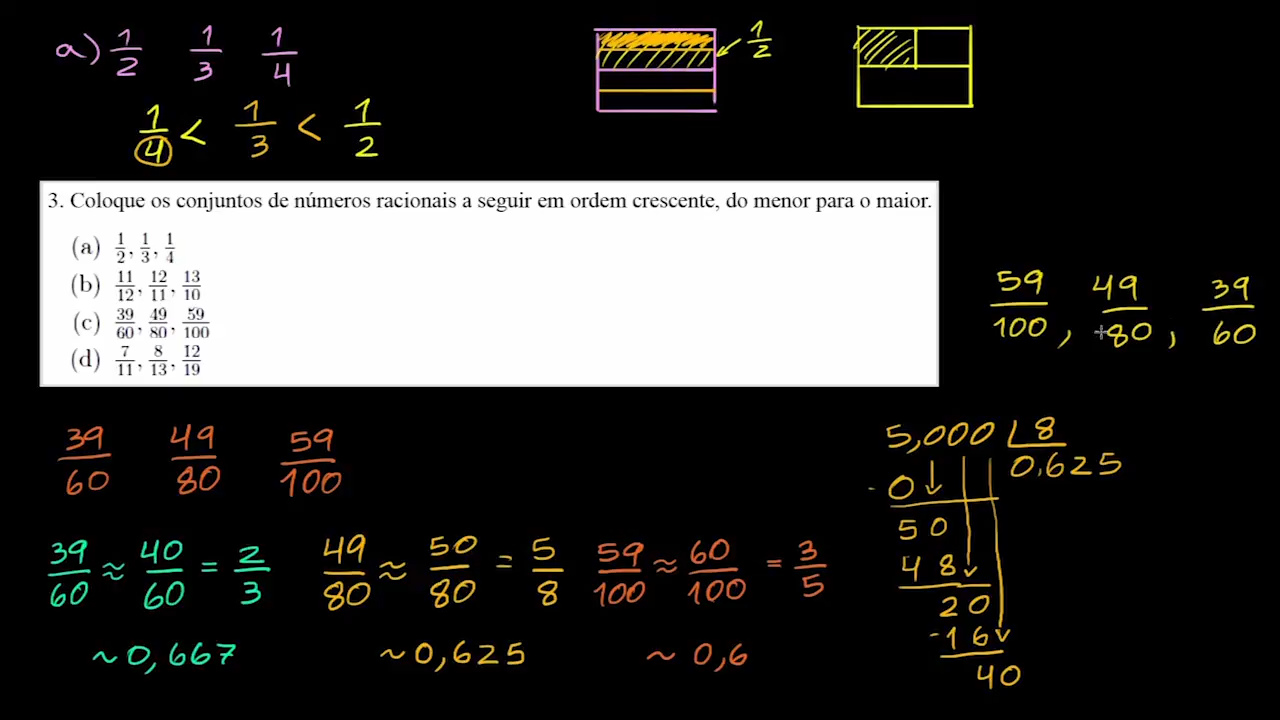 a) 1/2 1/3 1/4
1/2
1/4 < 1/3 < 1/2
3. Coloque os conjuntos de números racionais a seguir em ordem crescente, do menor para o maior.
(a) 1/2, 1/3, 1/4
(b) 11/12, 12/11, 13/10
(c) 39/60, 49/80, 59/100
(d) 7/11, 8/13, 12/19
59/100, 49/80, 39/60
39/60 49/80 59/100
39/60 ≈ 40/60 = 2/3
~0,667
49/80 ≈ 50/80 = 5/8
~0,625
59/100 ≈ 60/100 = 3/5
~0,6
5,000 8
0,625
-0
50
48
20
-16
40